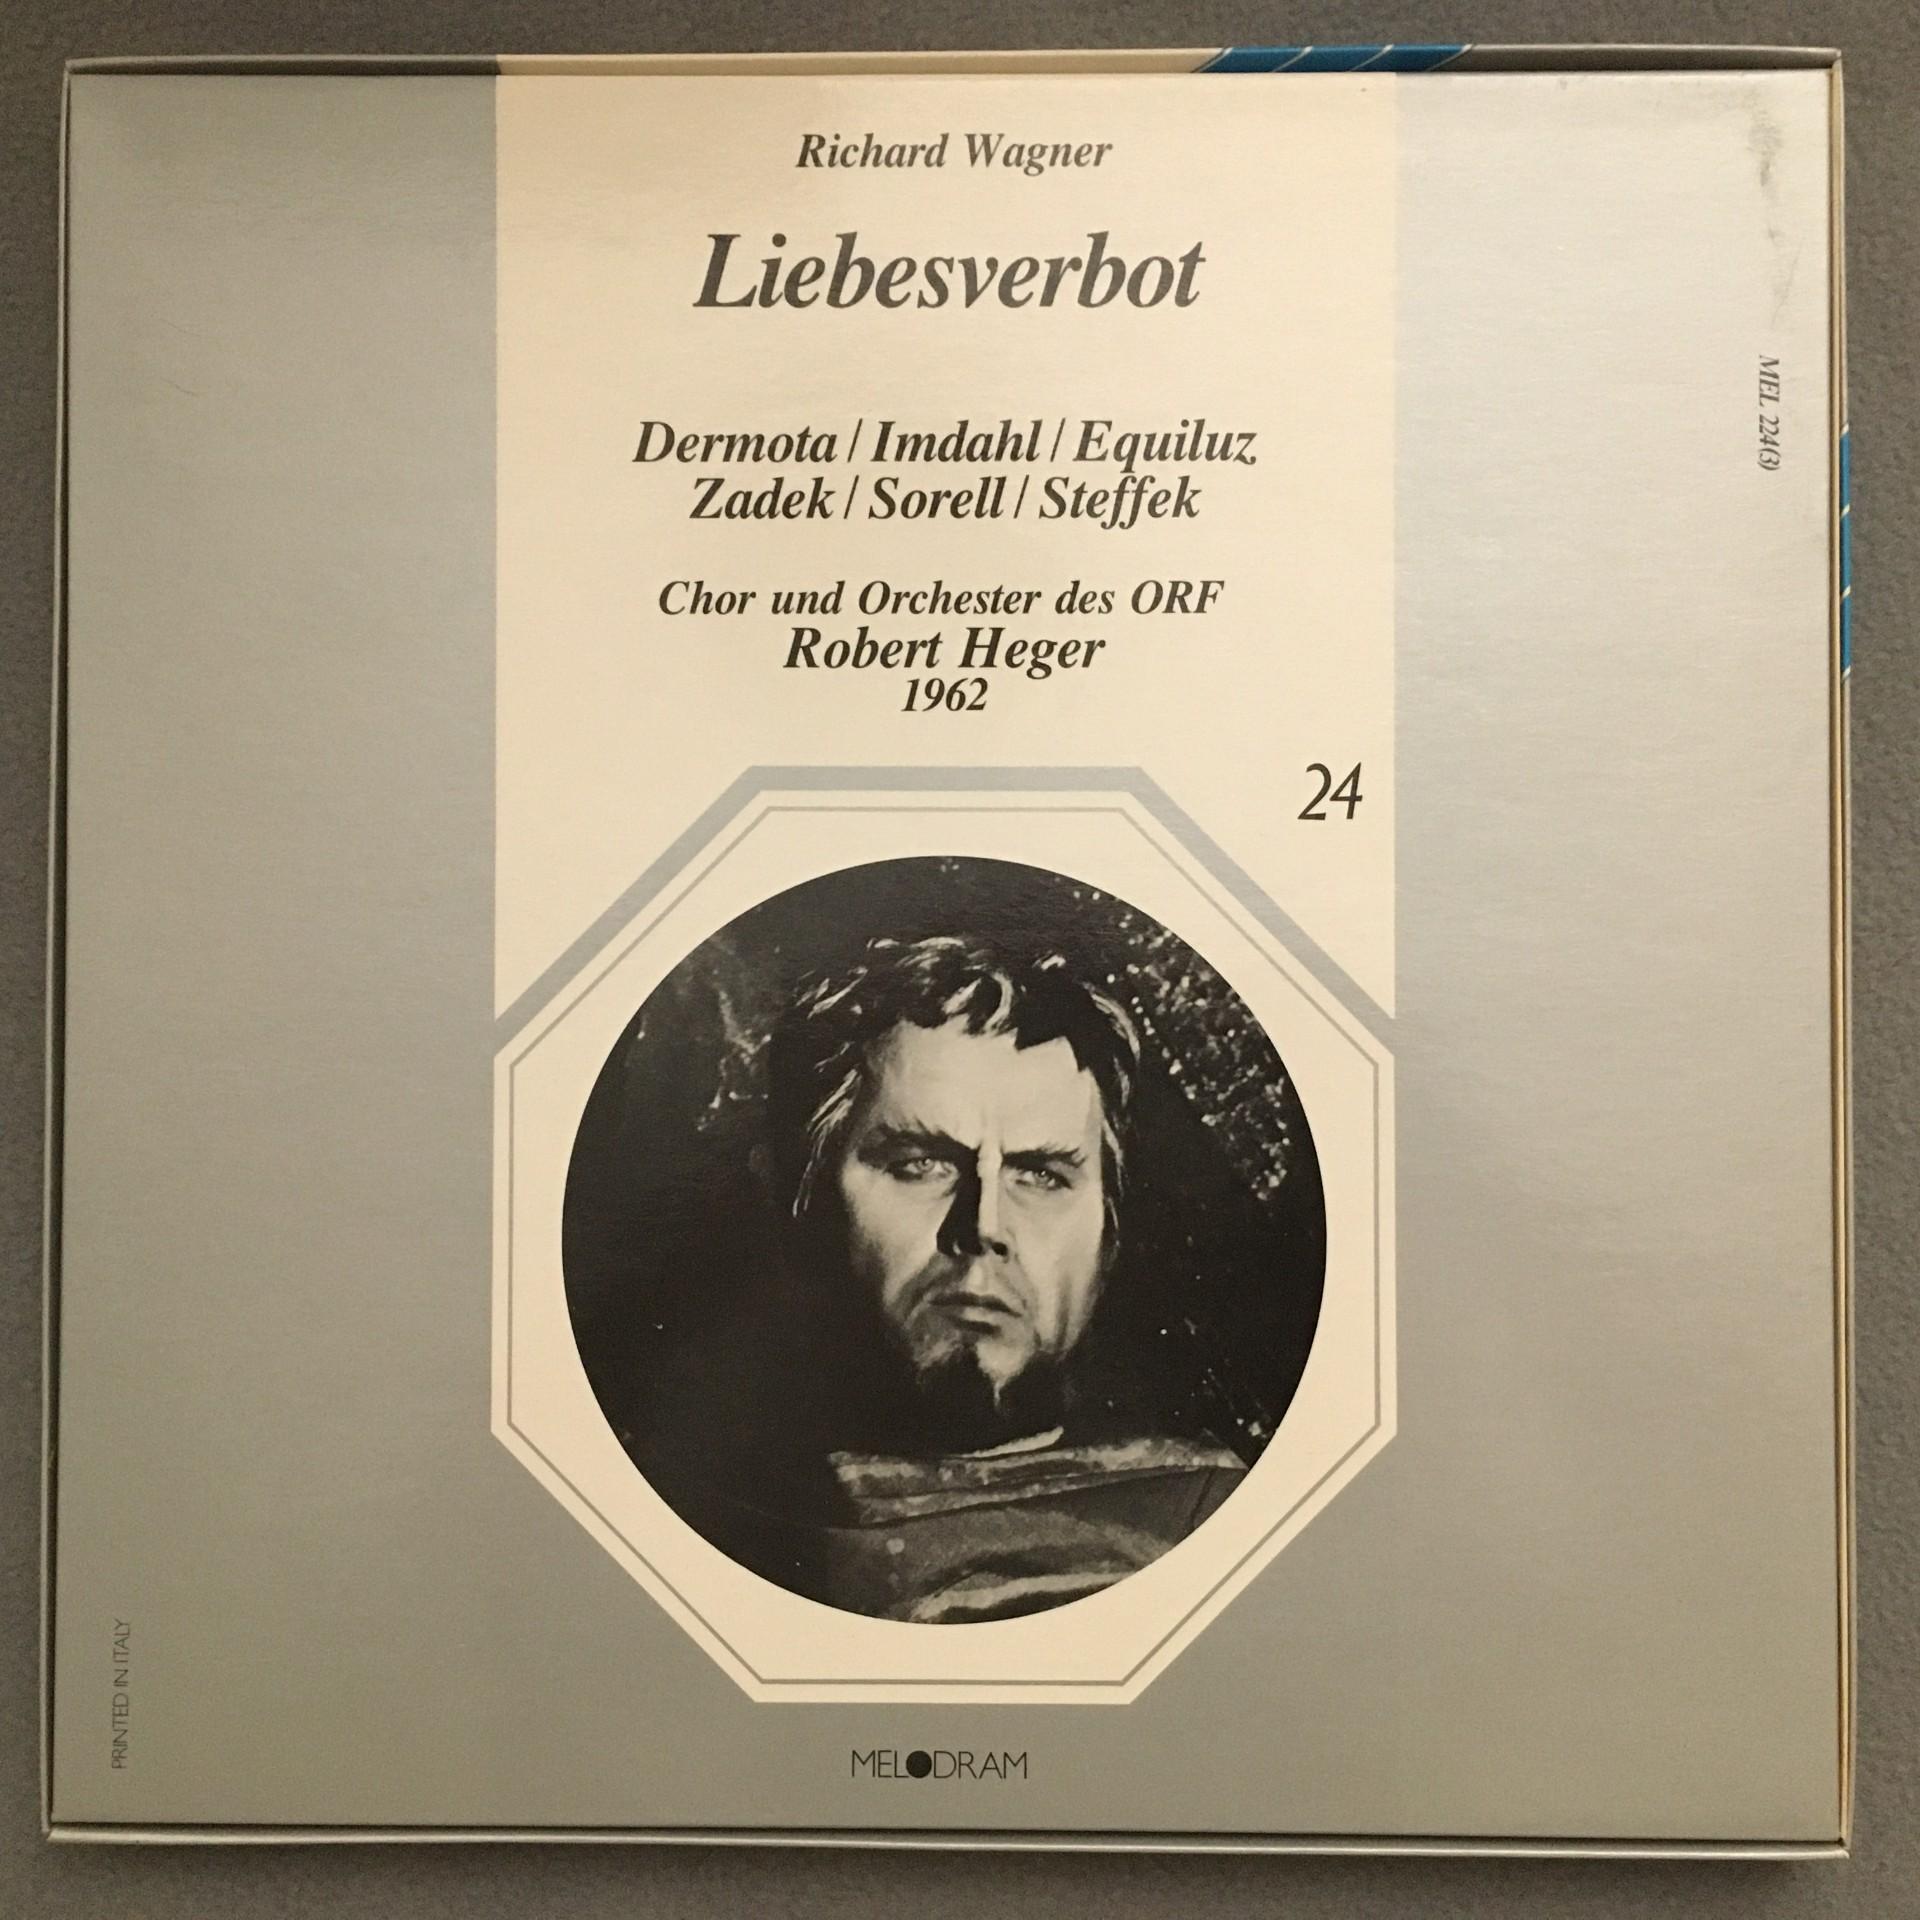 Richard Wagner
Liebesverbot
Dermota / Imdahl / Equiluz
Zadek / Sorell / Steffek
Chor und Orchester des ORF
Robert Heger
1962
24
MEL 224(3)
PRINTED IN ITALY
MELODRAM